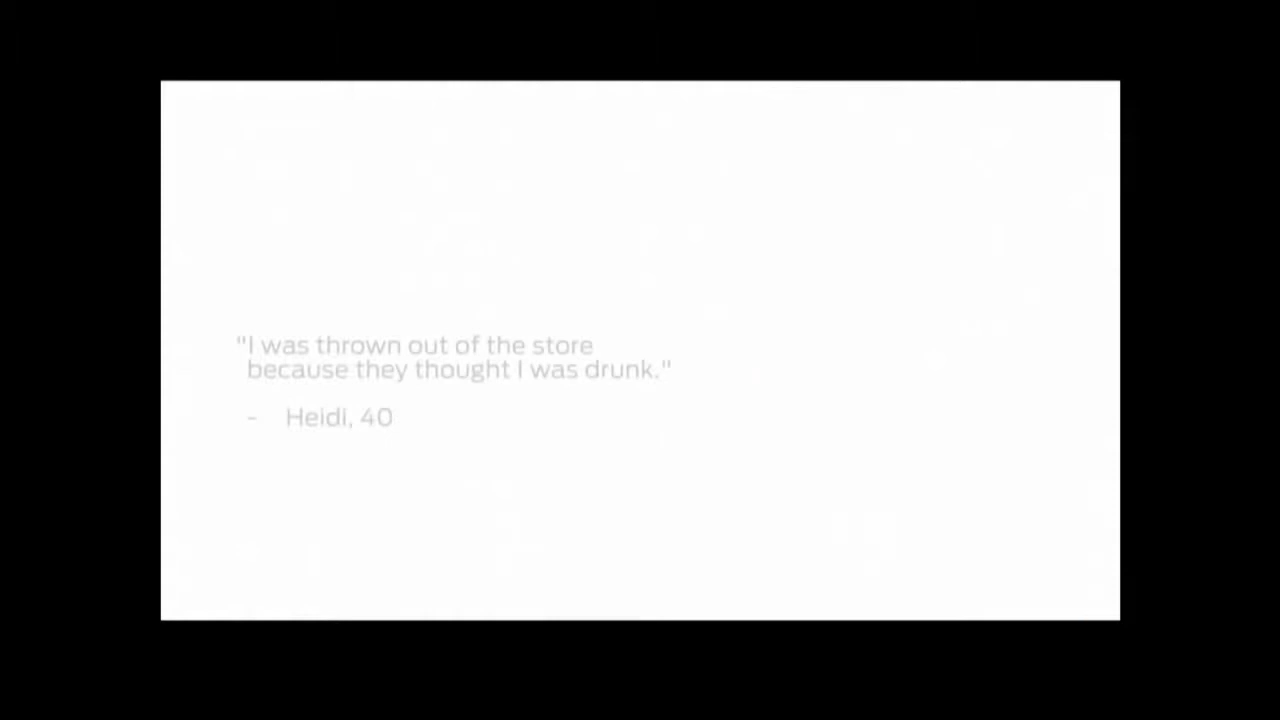 "I was thrown out of the store
because they thought I was drunk."
- Heidi, 40